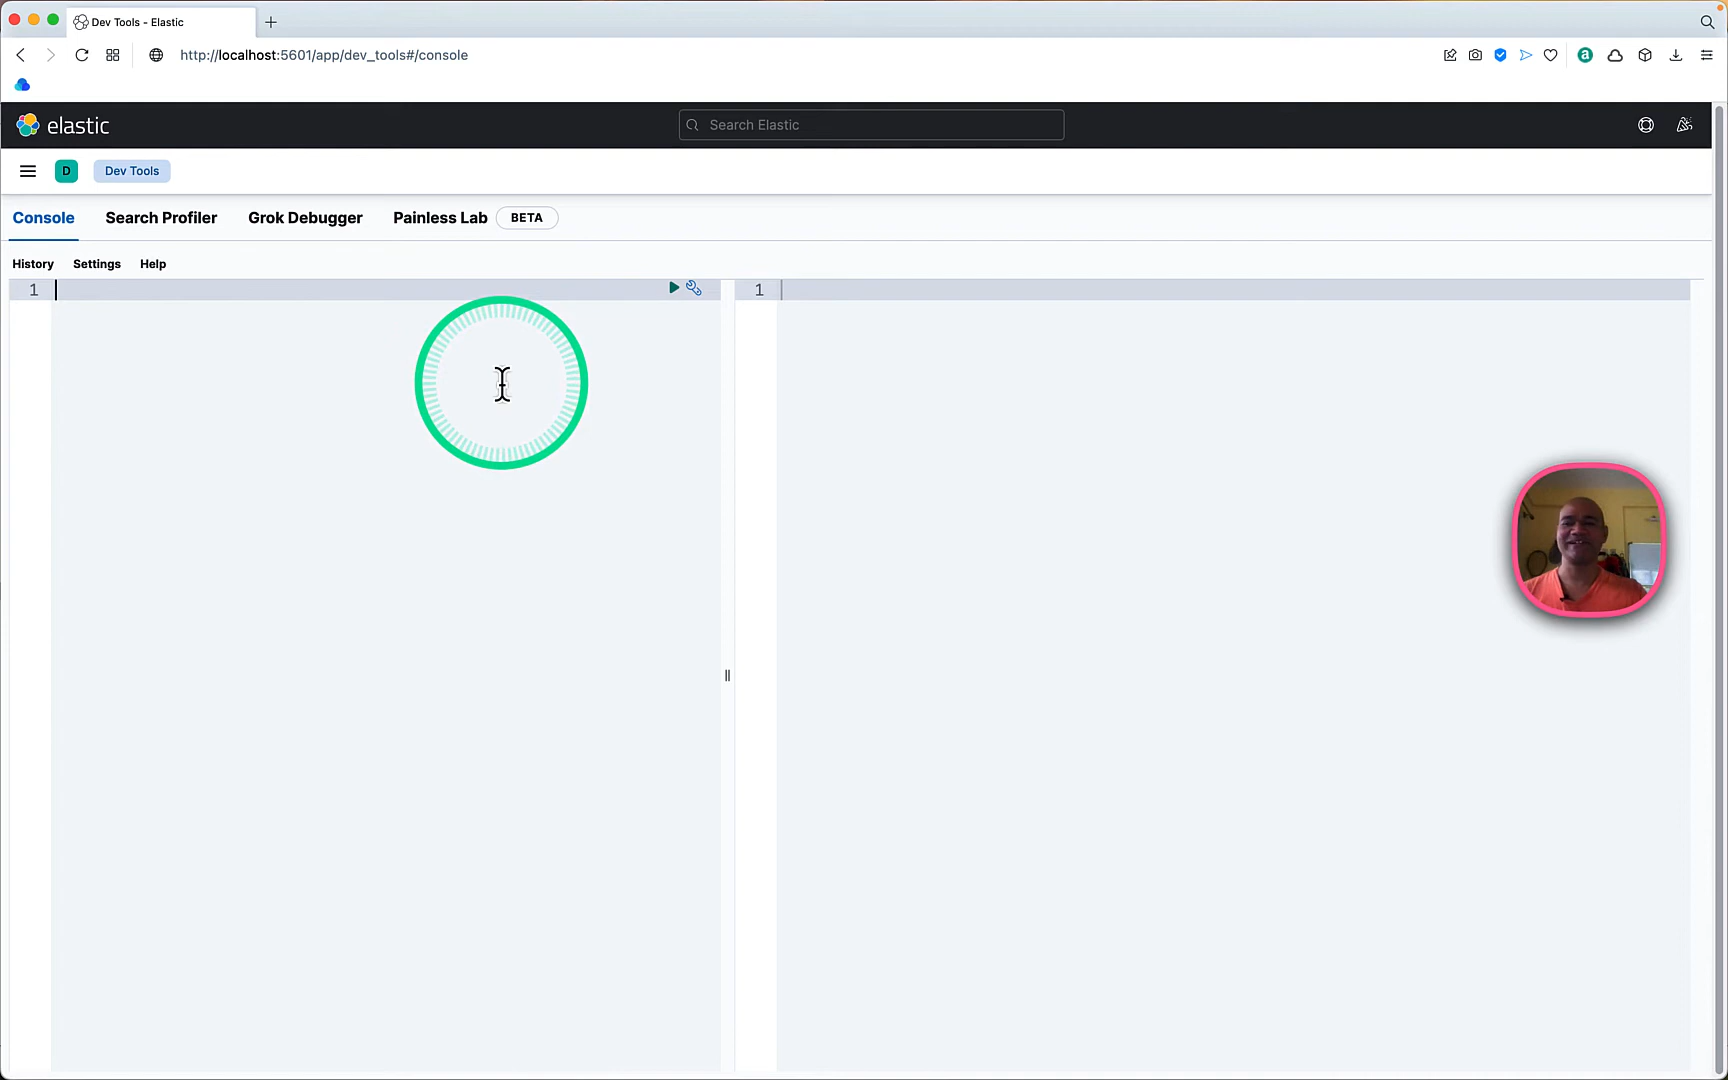 Dev Tools - Elastic
http://localhost:5601/app/dev_tools#/console
a
elastic
Search Elastic
D
Dev Tools
Console
Search Profiler
Grok Debugger
Painless Lab
BETA
History
Settings
Help
1
1